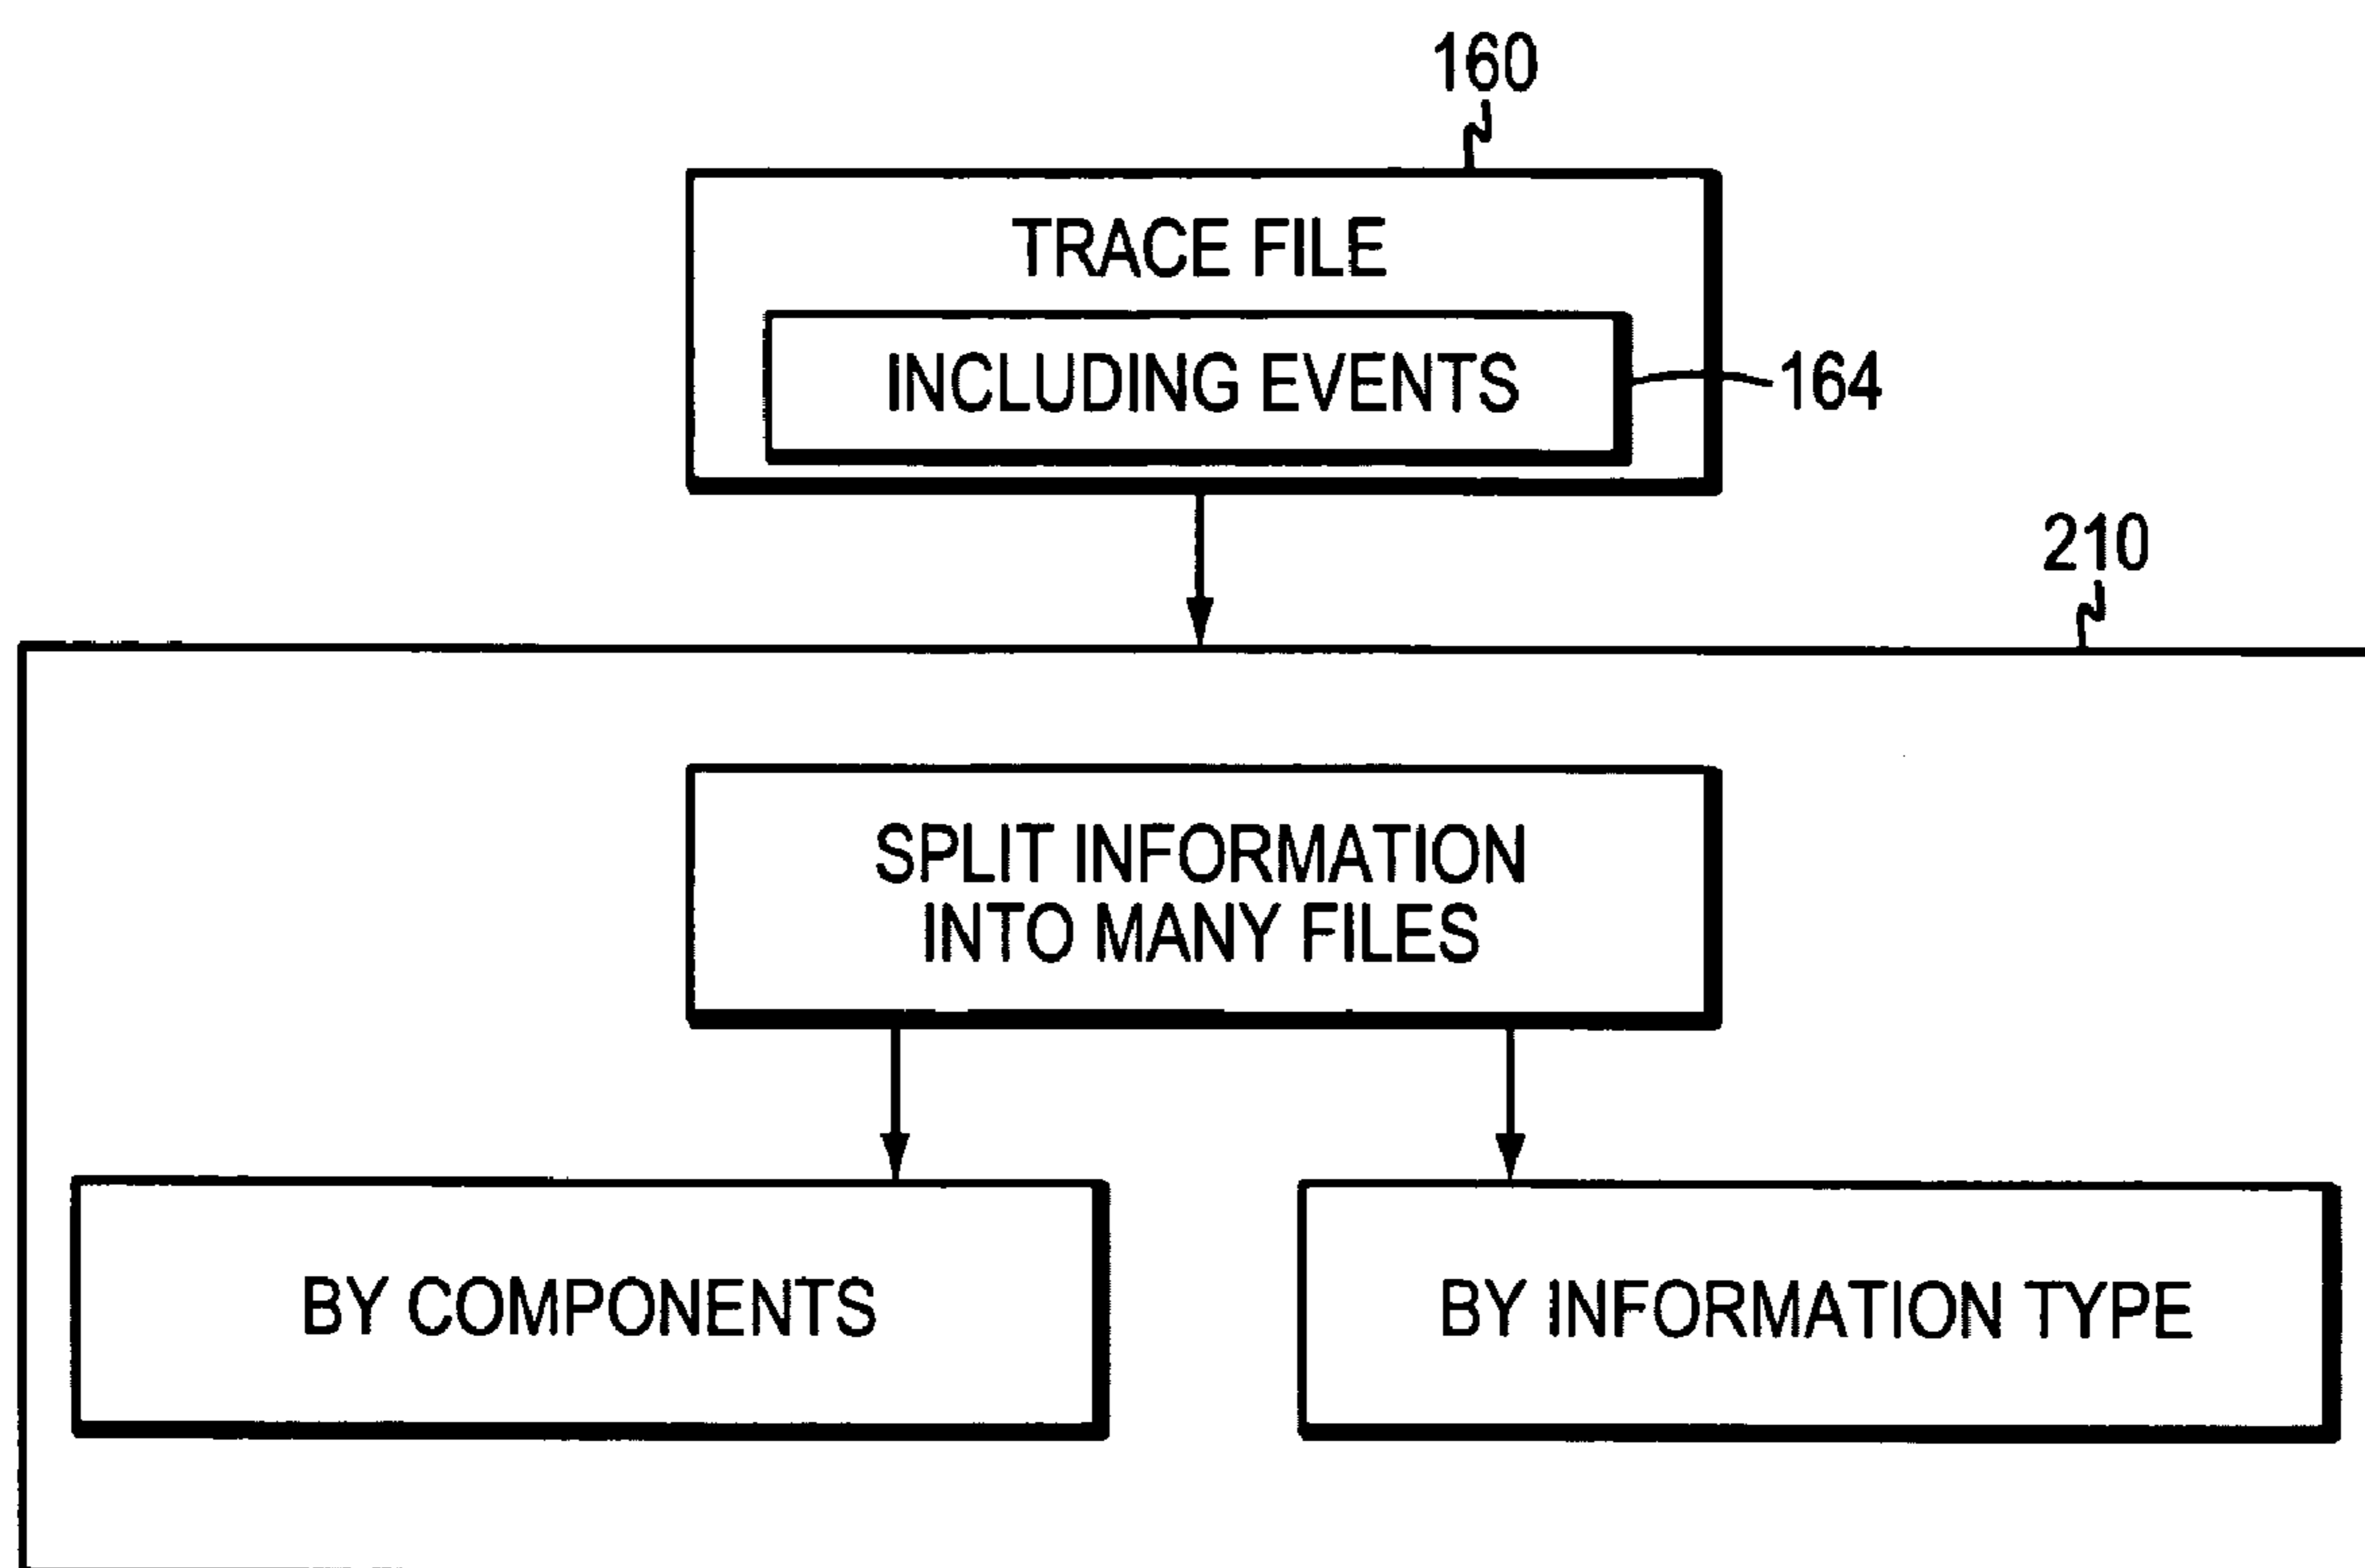 160
TRACE FILE
INCLUDING EVENTS
164
210
SPLIT INFORMATION
INTO MANY FILES
BY COMPONENTS
BY INFORMATION TYPE